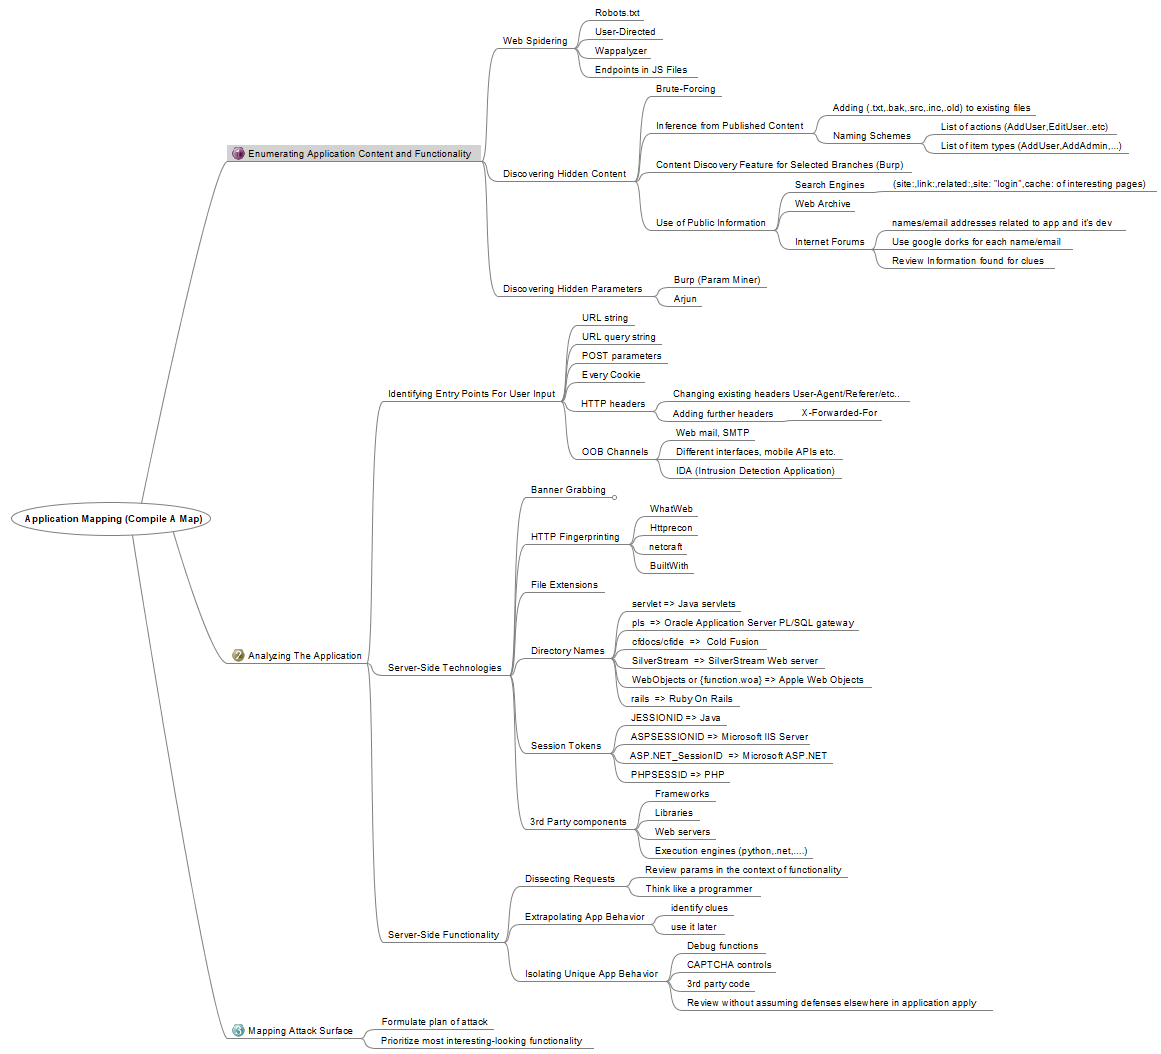 Application Mapping (Compile A Map)
Enumerating Application Content and Functionality
Web Spidering
Robots.txt
User-Directed
Wappalyzer
Endpoints in JS Files
Discovering Hidden Content
Brute-Forcing
Inference from Published Content
Adding (.txt,.bak,.src,.inc,.old) to existing files
Naming Schemes
List of actions (AddUser,EditUser..etc)
List of item types (AddUser,AddAdmin,...)
Content Discovery Feature for Selected Branches (Burp)
Use of Public Information
Search Engines
(site:,link:,related:,site: "login",cache: of interesting pages)
Web Archive
Internet Forums
names/email addresses related to app and it's dev
Use google dorks for each name/email
Review Information found for clues
Discovering Hidden Parameters
Burp (Param Miner)
Arjun
2 Analyzing The Application
Identifying Entry Points For User Input
URL string
URL query string
POST parameters
Every Cookie
HTTP headers
Changing existing headers User-Agent/Referer/etc..
Adding further headers
X-Forwarded-For
OOB Channels
Web mail, SMTP
Different interfaces, mobile APIs etc.
IDA (Intrusion Detection Application)
Server-Side Technologies
Banner Grabbing
HTTP Fingerprinting
WhatWeb
Httprecon
netcraft
BuiltWith
File Extensions
Directory Names
servlet => Java servlets
pls => Oracle Application Server PL/SQL gateway
cfdocs/cfide => Cold Fusion
SilverStream => SilverStream Web server
WebObjects or {function.woa} => Apple Web Objects
rails => Ruby On Rails
Session Tokens
JESSIONID => Java
ASPSESSIONID => Microsoft IIS Server
ASP.NET_SessionID => Microsoft ASP.NET
PHPSESSID => PHP
3rd Party components
Frameworks
Libraries
Web servers
Execution engines (python,.net,....)
Server-Side Functionality
Dissecting Requests
Review params in the context of functionality
Think like a programmer
Extrapolating App Behavior
identify clues
use it later
Isolating Unique App Behavior
Debug functions
CAPTCHA controls
3rd party code
Review without assuming defenses elsewhere in application apply
3 Mapping Attack Surface
Formulate plan of attack
Prioritize most interesting-looking functionality